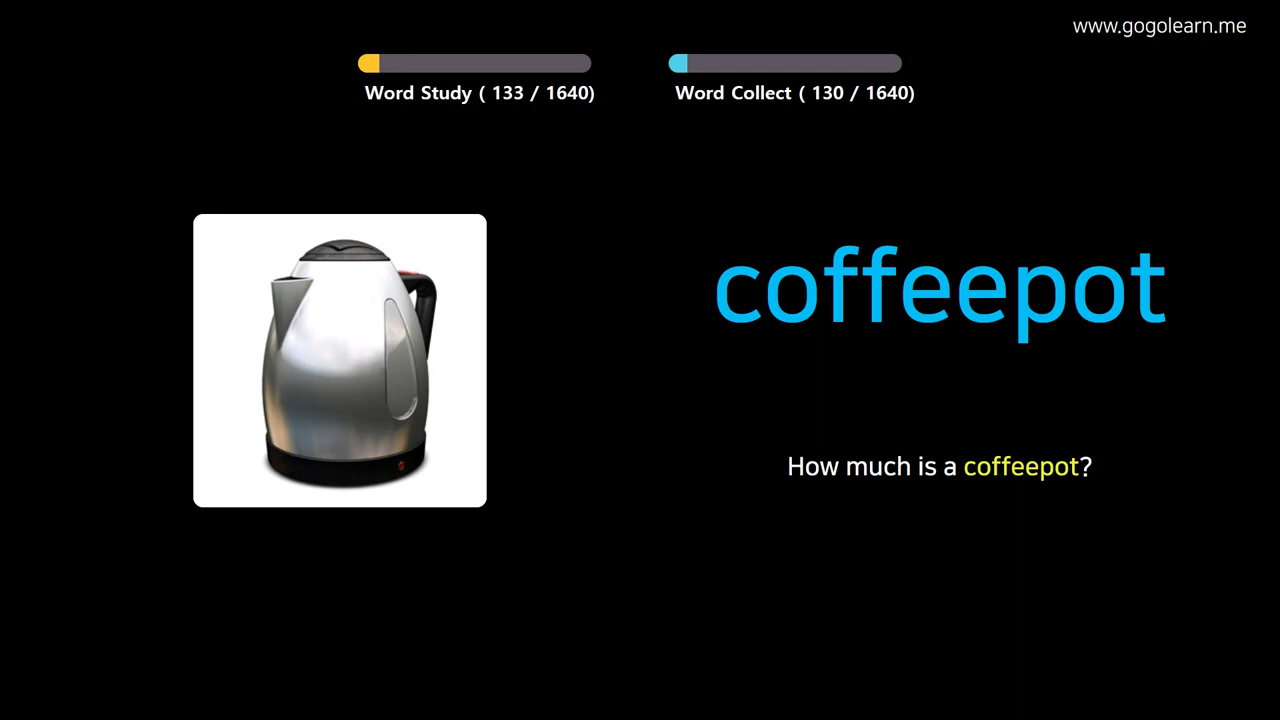 www.gogolearn.me
Word Study ( 133 / 1640)
Word Collect ( 130 / 1640)
coffeepot
How much is a coffeepot?